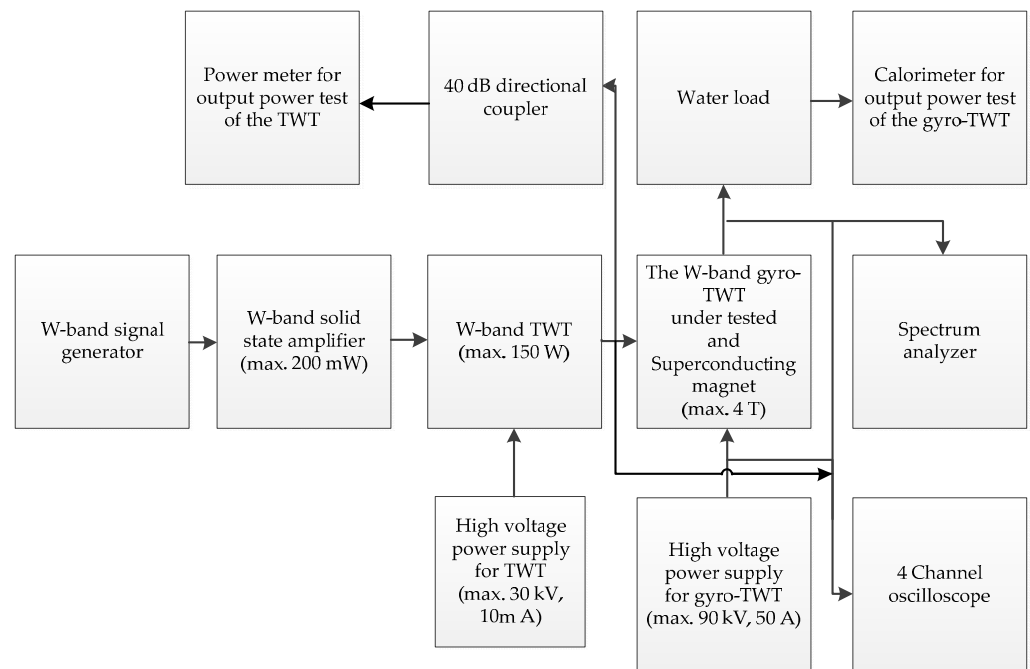 Power meter for
output power test
of the TWT
40 dB directional
coupler
Water load
Calorimeter for
output power test
of the gyro-TWT
W-band signal
generator
W-band solid
state amplifier
(max. 200 mW)
W-band TWT
(max. 150 W)
The W-band gyro-
TWT
under tested
and
Superconducting
magnet
(max. 4 T)
Spectrum
analyzer
High voltage
power supply
for TWT
(max. 30 kV,
10m A)
High voltage
power supply
for gyro-TWT
(max. 90 kV, 50 A)
4 Channel
oscilloscope